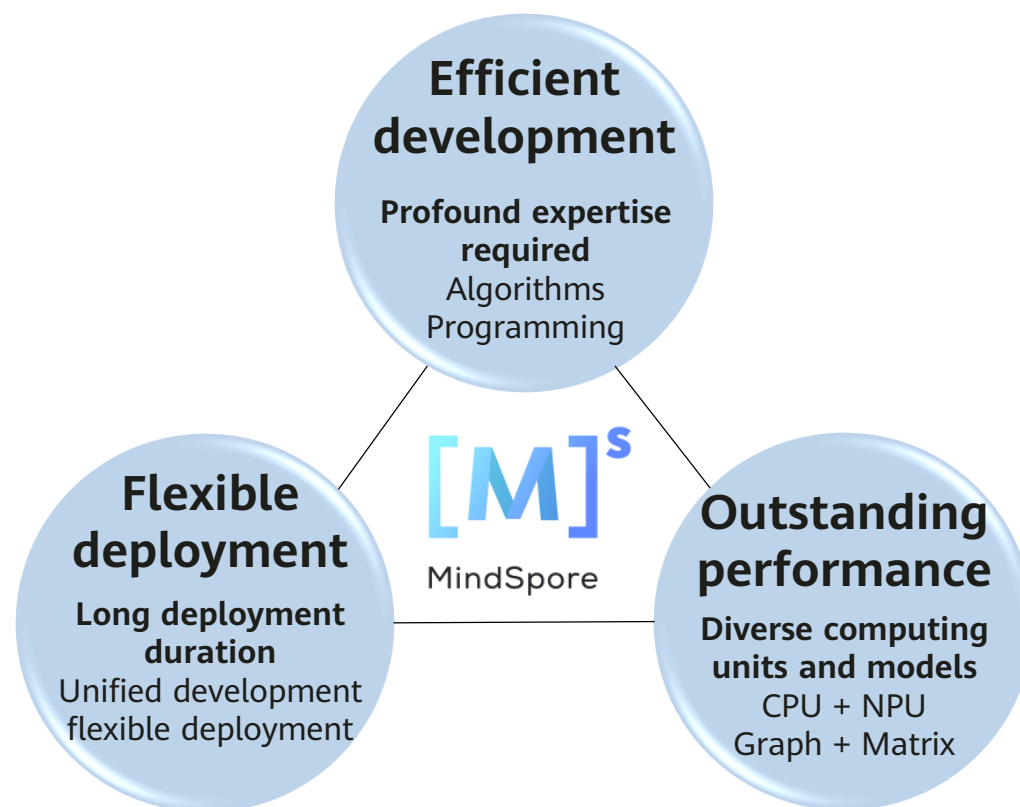 Efficient
development
Profound expertise
required
Algorithms
Programming
[M]s
MindSpore
Flexible
deployment
Long deployment
duration
Unified development
flexible deployment
Outstanding
performance
Diverse computing
units and models
CPU + NPU
Graph + Matrix